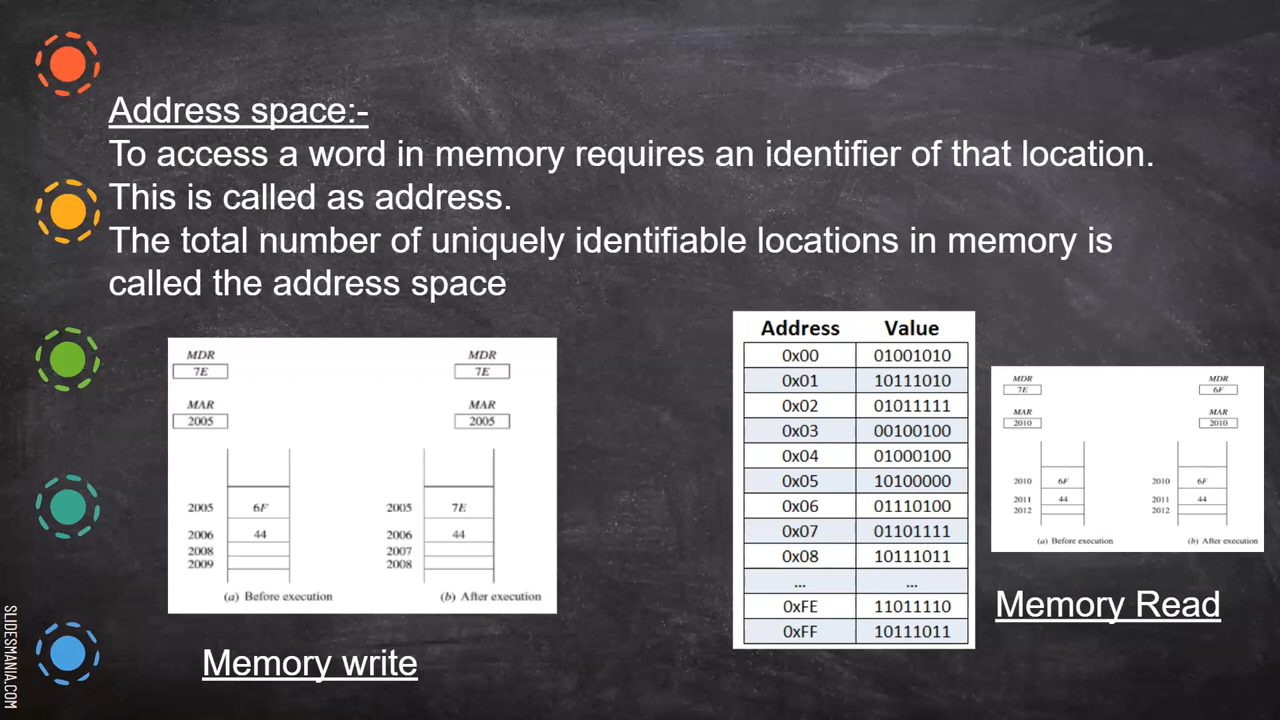 Address space:-
To access a word in memory requires an identifier of that location.
This is called as address.
The total number of uniquely identifiable locations in memory is
called the address space
MDR MDR
7E 7E
MAR MAR
2005 2005
2005 6F 2005 7E
2006 44 2006 44
2008 2007
2009 2008
(a) Before execution (b) After execution
Memory write
Address Value
0x00 01001010
0x01 10111010
0x02 01011111
0x03 00100100
0x04 01000100
0x05 10100000
0x06 01110100
0x07 01101111
0x08 10111011
... ...
0xFE 11011110
0xFF 10111011
MDR MDR
7E 6F
MAR MAR
2010 2010
2010 6F 2010 6F
2011 44 2011 44
2012 2012
(a) Before execution (b) After execution
Memory Read
SLIDESMANIA.COM